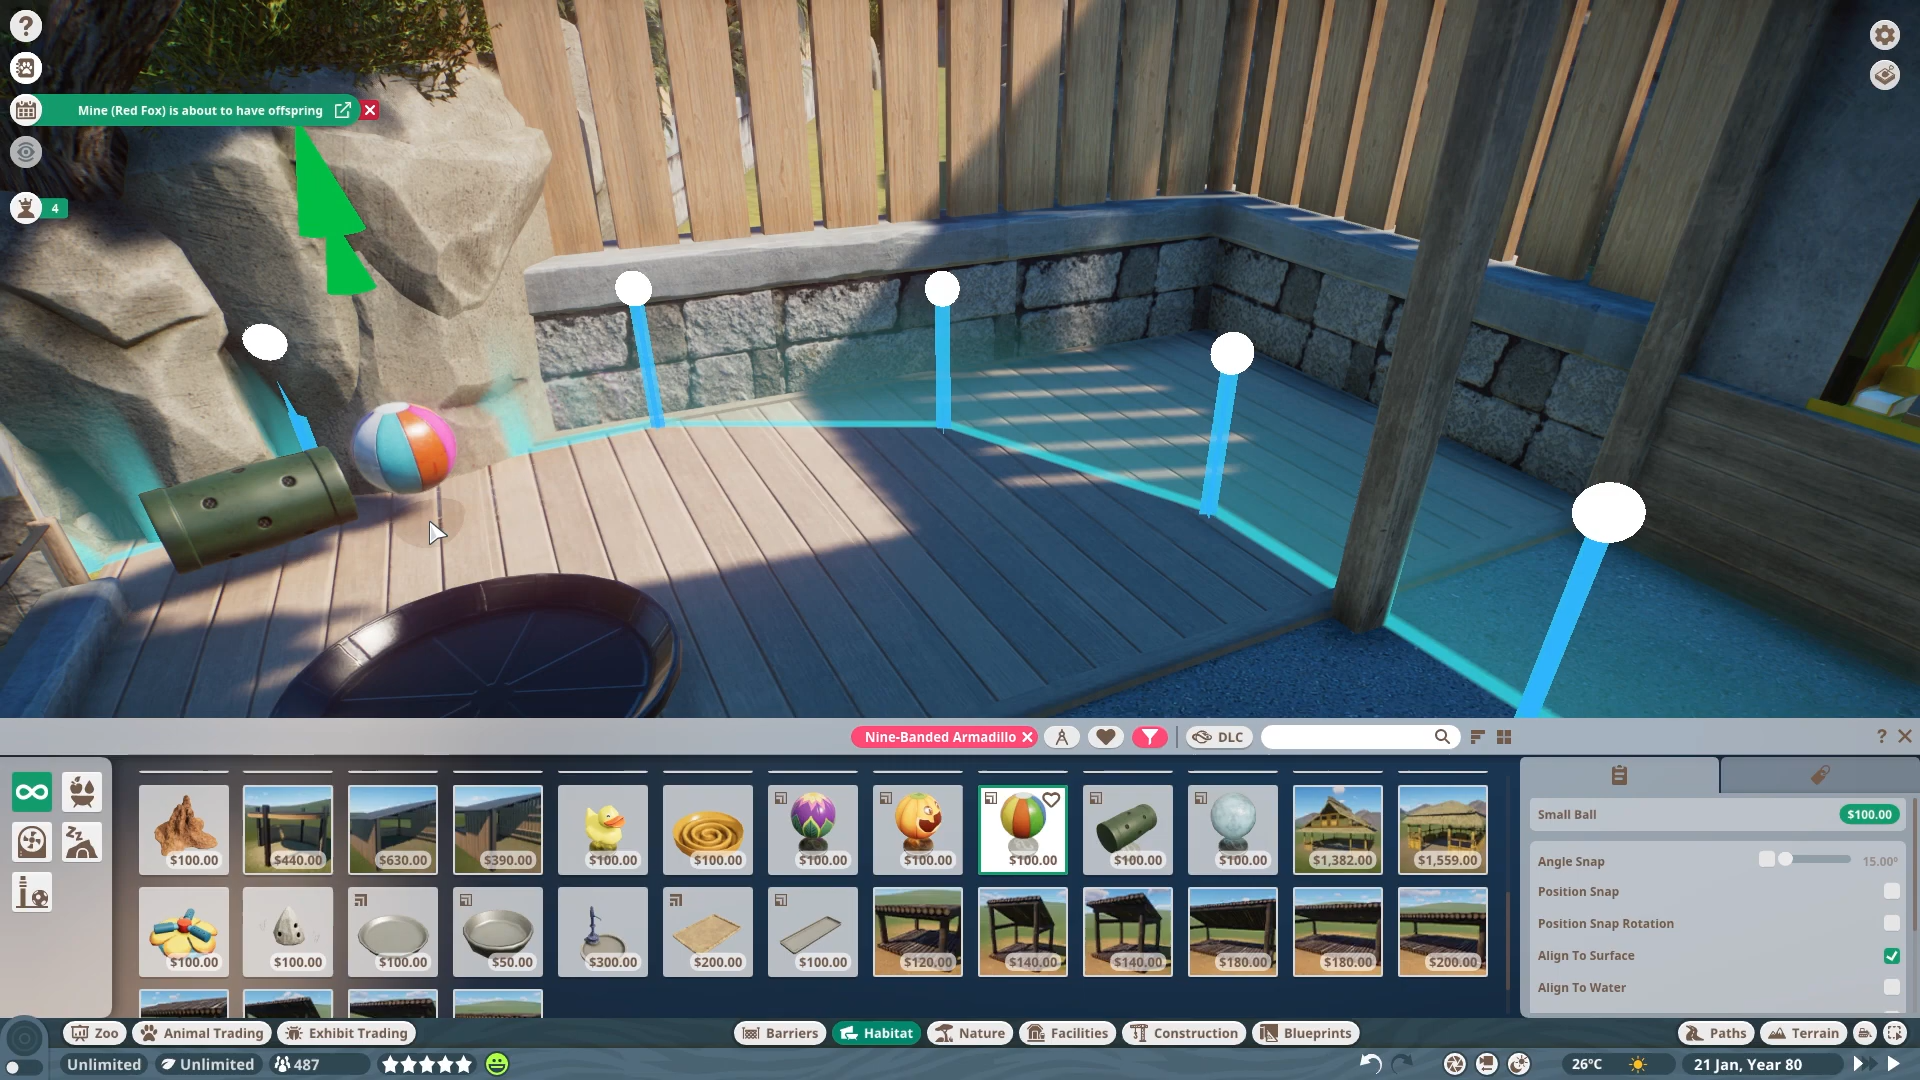 ?
Mine (Red Fox) is about to have offspring
4
Nine-Banded Armadillo
DLC
?
$100.00 $440.00 $630.00 $390.00 $100.00 $100.00 $100.00 $100.00 $100.00 $100.00 $100.00 $1,382.00 $1,559.00
$100.00 $100.00 $100.00 $50.00 $300.00 $200.00 $100.00 $120.00 $140.00 $140.00 $180.00 $180.00 $200.00
Small Ball $100.00
Angle Snap 15.00°
Position Snap
Position Snap Rotation
Align To Surface
Align To Water
Zoo Animal Trading Exhibit Trading Barriers Habitat Nature Facilities Construction Blueprints Paths Terrain
Unlimited Unlimited 487 26°C 21 Jan, Year 80